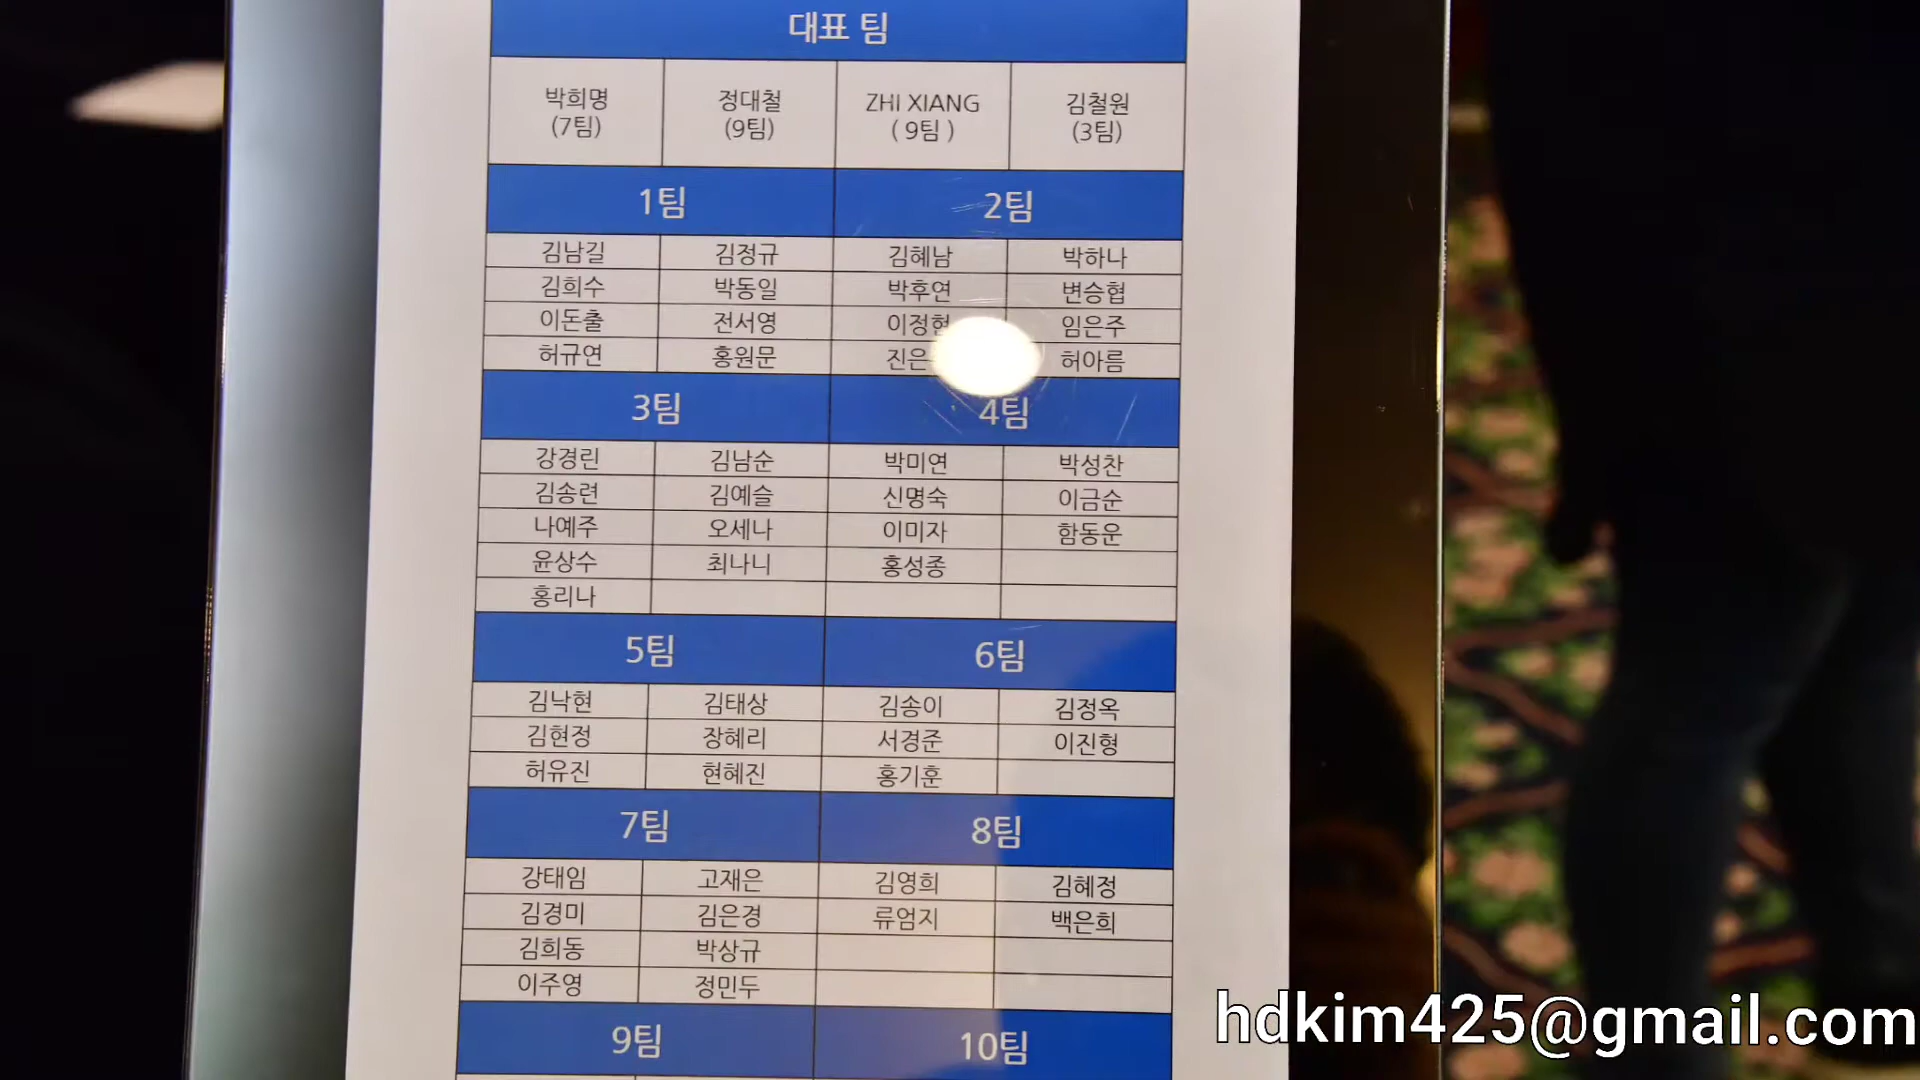 대표 팀
박희명 정대철 ZHI XIANG 김철원
(7팀) (9팀) ( 9팀 ) (3팀)
1팀 2팀
김남길 김정규 김혜남 박하나
김희수 박동일 박후연 변승협
이돈출 전서영 임은주
허규연 홍원문 허아름
3팀 4팀
강경린 김남순 박미연 박성찬
김송련 김예슬 신명숙 이금순
나예주 오세나 이미자 함동운
윤상수 최나니 홍성종
홍리나
5팀 6팀
김낙현 김태상 김송이 김정옥
김현정 장혜리 서경준 이진형
허유진 현혜진 홍기훈
7팀 8팀
강태임 고재은 김영희 김혜정
김경미 김은경 류엄지 백은희
김희동 박상규
이주영 정민두
9팀 10팀
hdkim425@gmail.com